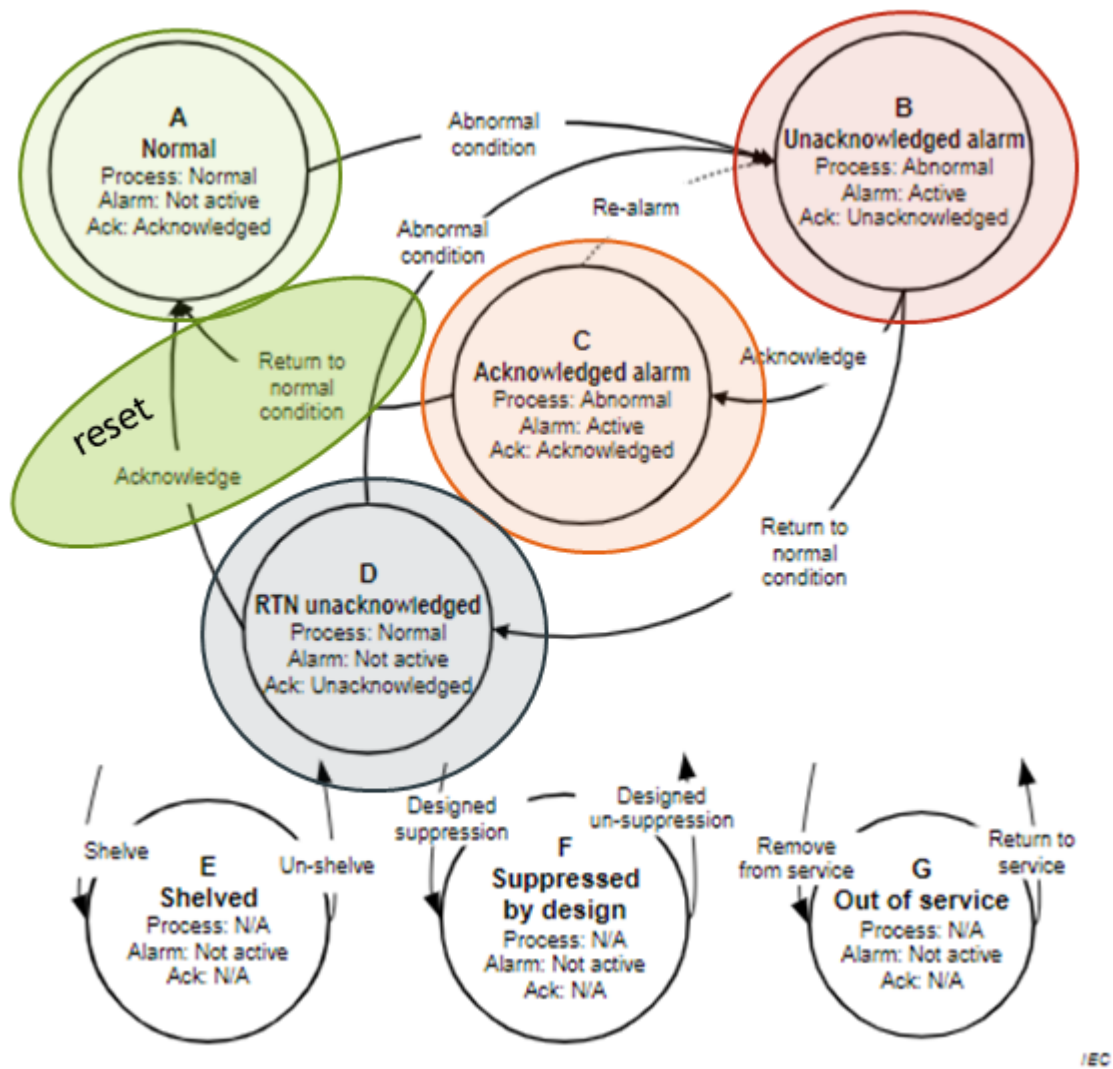 A
Normal
Process: Normal
Alarm: Not active
Ack: Acknowledged
Abnormal
condition
B
Unacknowledged alarm
Process: Abnormal
Alarm: Active
Ack: Unacknowledged
Re-alarm
Abnormal
condition
C
Acknowledged alarm
Process: Abnormal
Alarm: Active
Ack: Acknowledged
Acknowledge
Return to
normal
condition
reset
Acknowledge
Return to
normal
condition
D
RTN unacknowledged
Process: Normal
Alarm: Not active
Ack: Unacknowledged
Shelve
E
Shelved
Process: N/A
Alarm: Not active
Ack: N/A
Un-shelve
Designed
suppression
F
Suppressed
by design
Process: N/A
Alarm: Not active
Ack: N/A
Designed
un-suppression
Remove
from service
G
Out of service
Process: N/A
Alarm: Not active
Ack: N/A
Return to
service
IEC